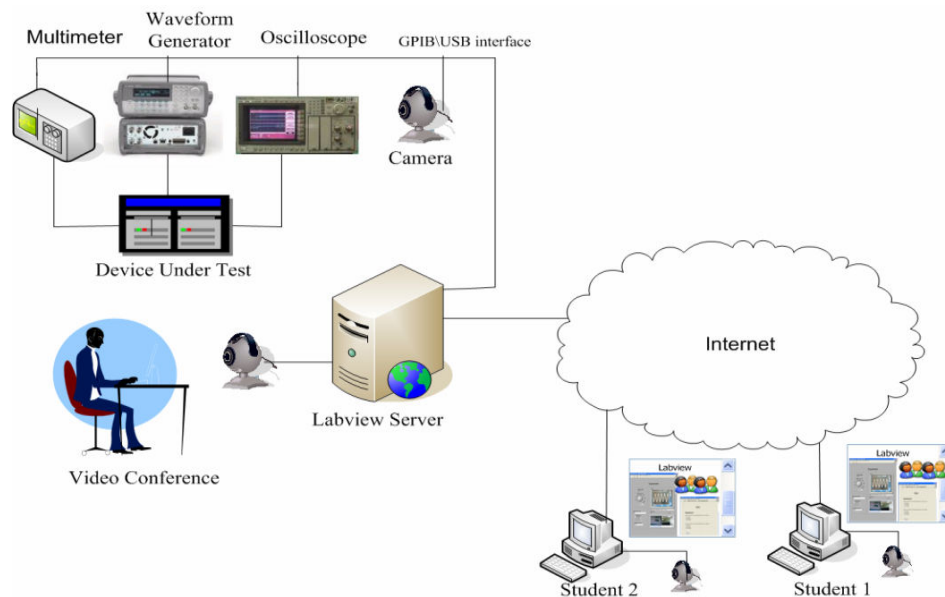 Multimeter
Waveform
Generator
Oscilloscope
GPIB\USB interface
Camera
Device Under Test
Internet
Labview Server
Video Conference
Labview
Labview
Student 2
Student 1